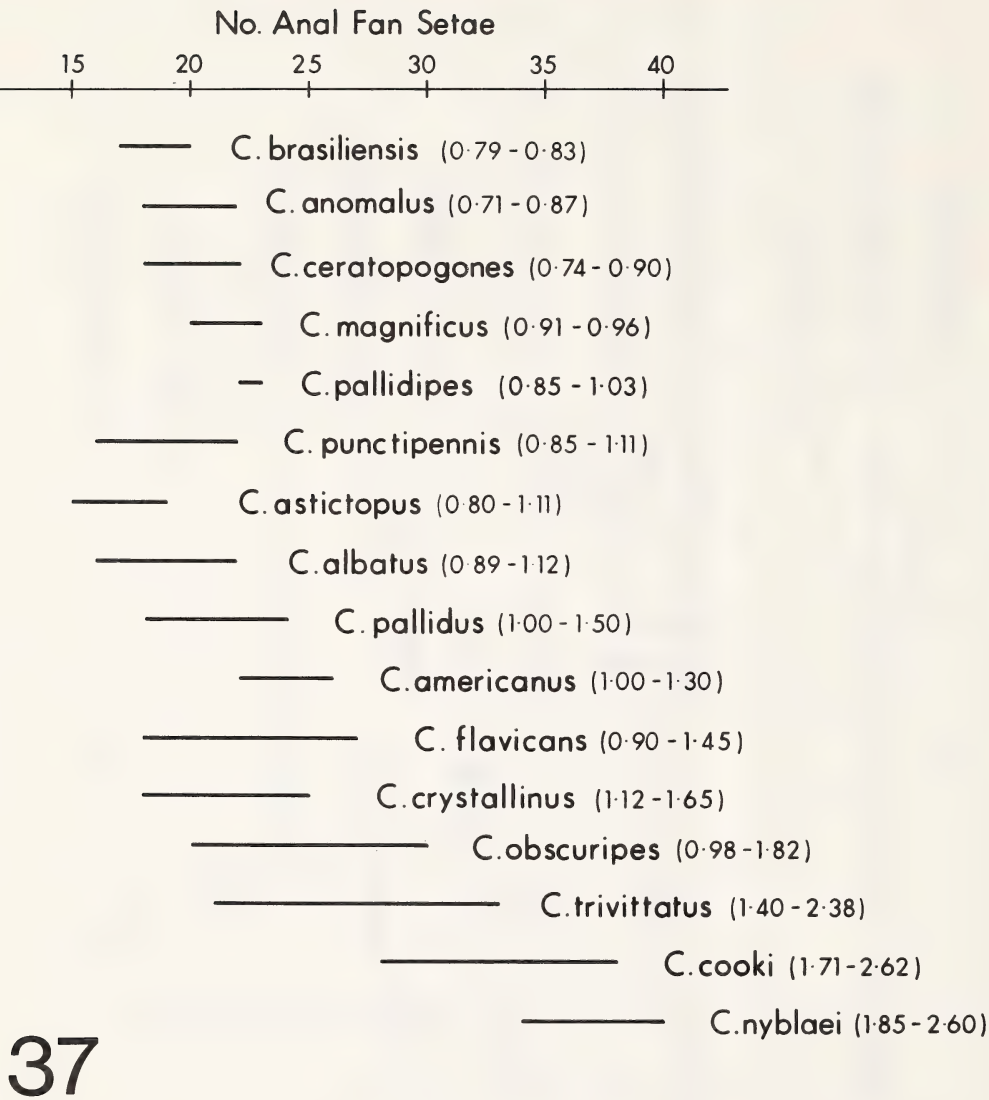 No. Anal Fan Setae
15 20 25 30 35 40
C. brasiliensis (0·79 - 0·83)
C. anomalus (0·71 - 0·87)
C. ceratopogones (0·74 - 0·90)
C. magnificus (0·91 - 0·96)
C. pallidipes (0·85 - 1·03)
C. punctipennis (0·85 - 1·11)
C. astictopus (0·80 - 1·11)
C. albatus (0·89 - 1·12)
C. pallidus (1·00 - 1·50)
C. americanus (1·00 - 1·30)
C. flavicans (0·90 - 1·45)
C. crystallinus (1·12 - 1·65)
C. obscuripes (0·98 - 1·82)
C. trivittatus (1·40 - 2·38)
C. cooki (1·71 - 2·62)
C. nyblaei (1·85 - 2·60)
37